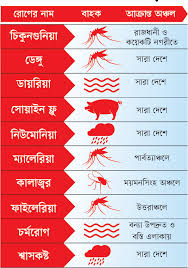 রোগের নাম বাহক আক্রান্ত অঞ্চল
চিকুনগুনিয়া রাজধানী ও
কয়েকটি নগরীতে
ডেঙ্গু সারা দেশে
ডায়রিয়া সারা দেশে
সোয়াইন ফ্লু সারা দেশে
নিউমোনিয়া সারা দেশে
ম্যালেরিয়া পার্বত্যাঞ্চলে
কালাজ্বর ময়মনসিংহ অঞ্চলে
ফাইলেরিয়া উত্তরাঞ্চলে
চর্মরোগ বন্যা উপদ্রুত ও
বস্তি এলাকায়
শ্বাসকষ্ট সারা দেশে